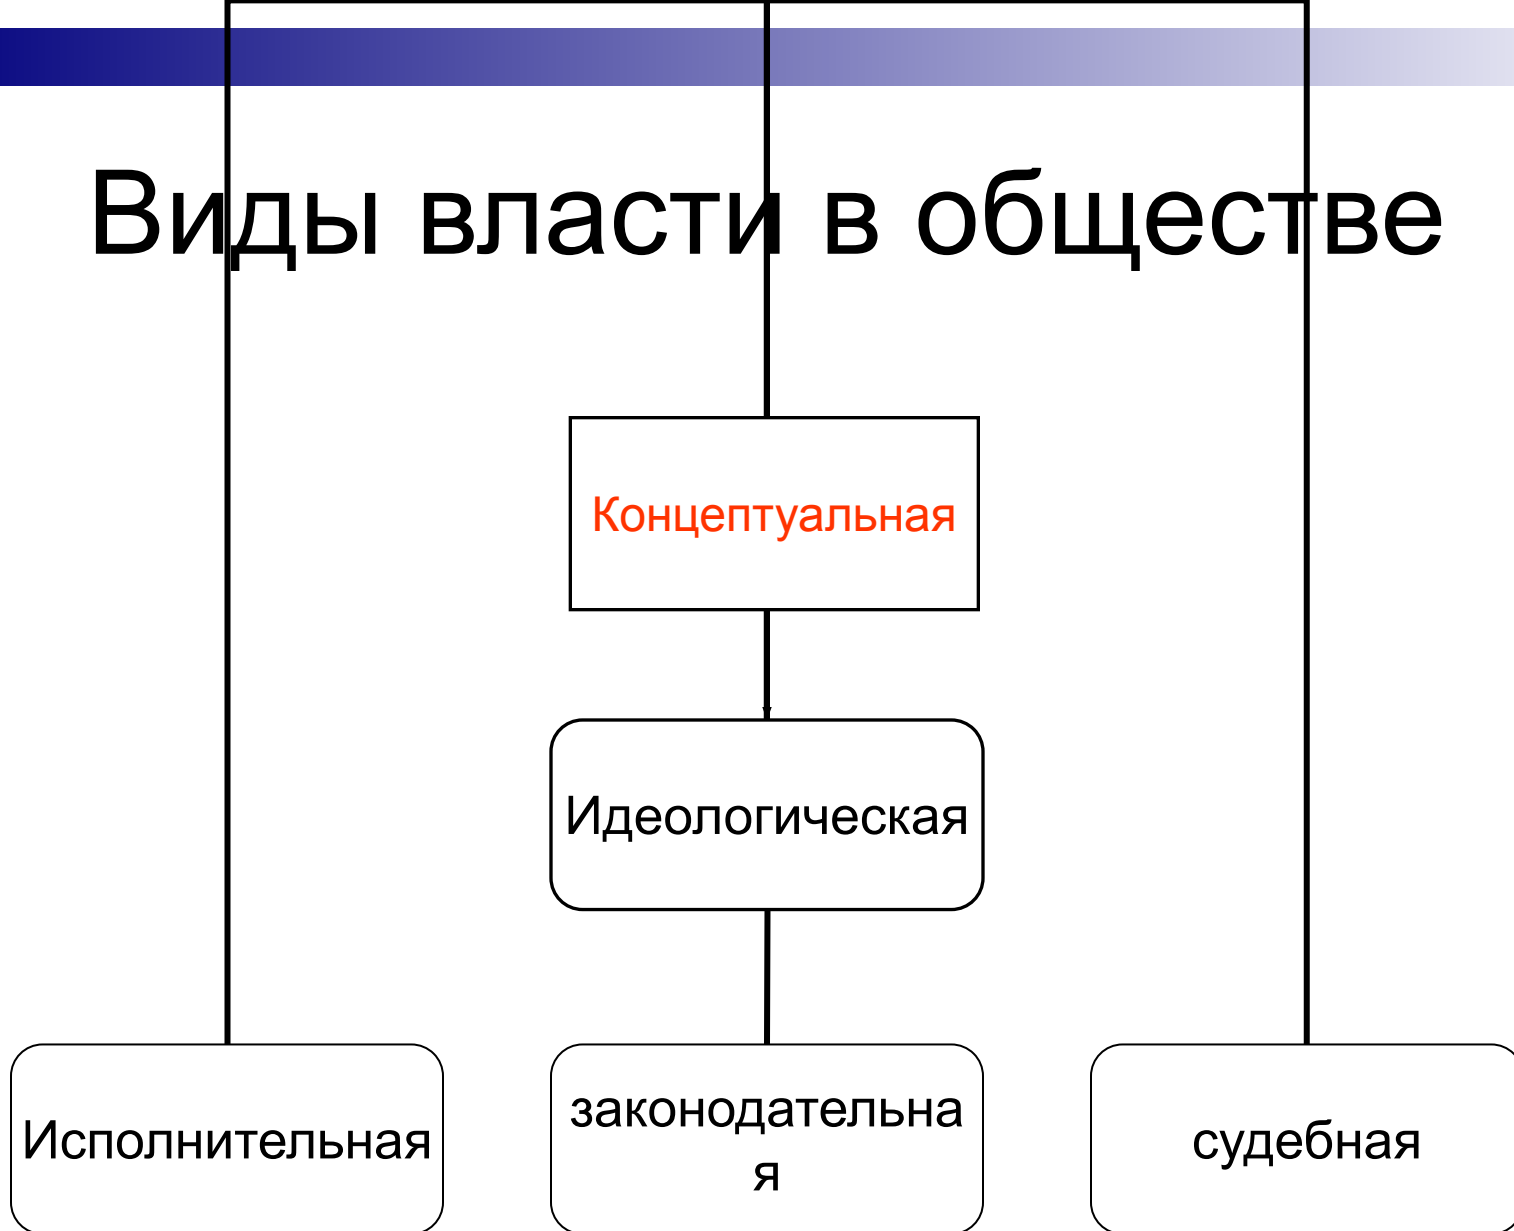 Виды власти в обществе
Концептуальная
Идеологическая
Исполнительная
законодательна
я
судебная